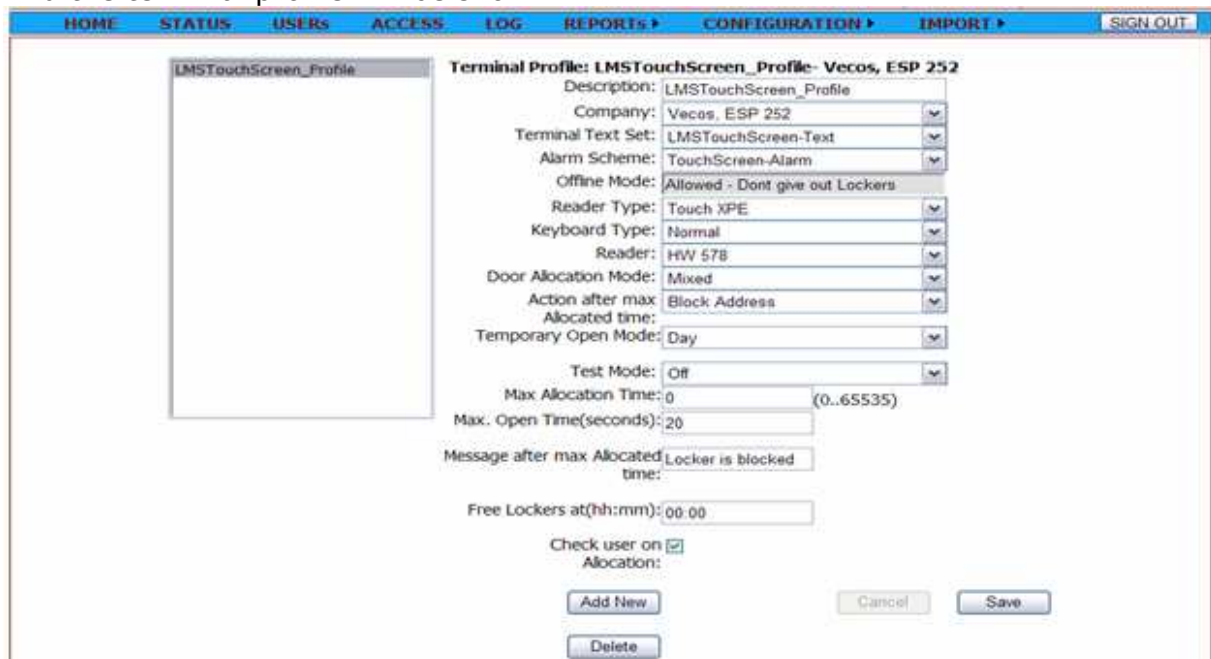 HOME STATUS USERs ACCESS LOG REPORTs CONFIGURATION IMPORT SIGN OUT
LMSTouchScreen_Profile
Terminal Profile: LMSTouchScreen_Profile- Vecos, ESP 252
Description: LMSTouchScreen_Profile
Company: Vecos, ESP 252
Terminal Text Set: LMSTouchScreen-Text
Alarm Scheme: TouchScreen-Alarm
Offline Mode: Allowed - Dont give out Lockers
Reader Type: Touch XPE
Keyboard Type: Normal
Reader: HW 578
Door Allocation Mode: Mixed
Action after max Allocated time: Block Address
Temporary Open Mode: Day
Test Mode: Off
Max Allocation Time: 0 (0..65535)
Max. Open Time(seconds): 20
Message after max Allocated time: Locker is blocked
Free Lockers at(hh:mm): 00:00
Check user on Allocation:
Add New Cancel Save
Delete